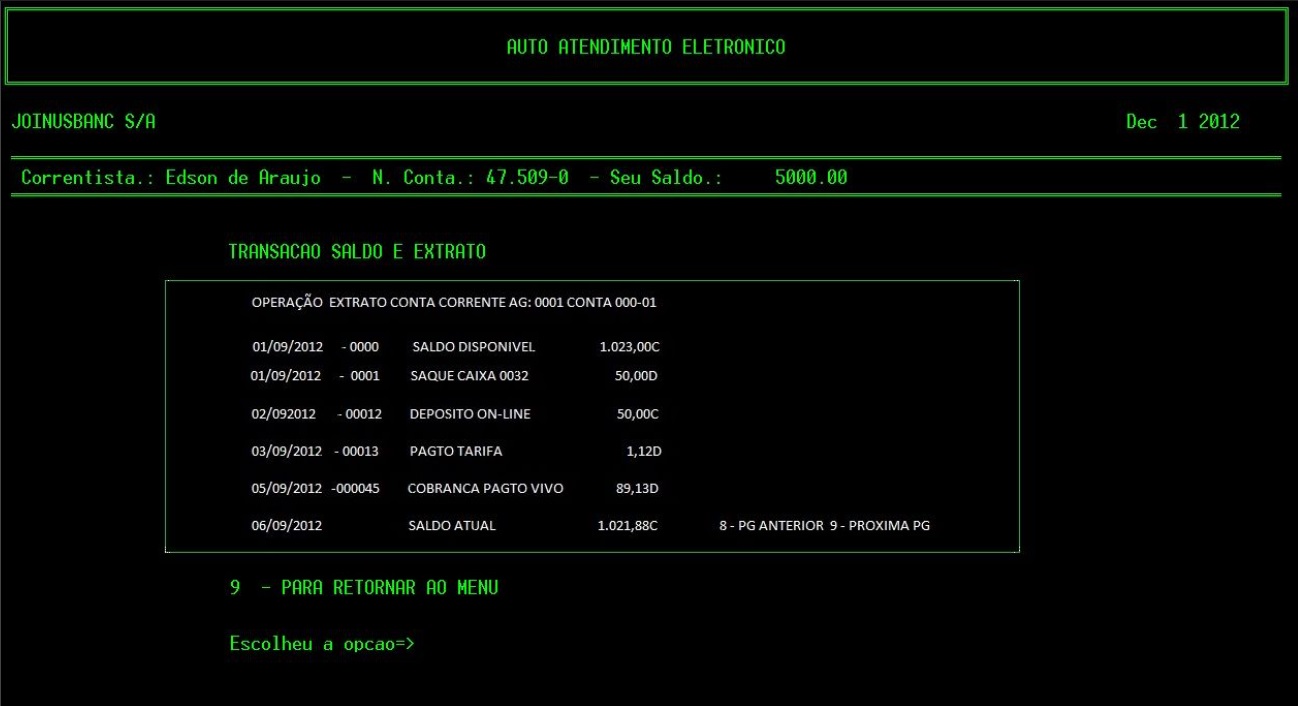 AUTO ATENDIMENTO ELETRONICO
JOINUSBANC S/A Dec 1 2012
Correntista.: Edson de Araujo - N. Conta.: 47.509-0 - Seu Saldo.: 5000.00
TRANSACAO SALDO E EXTRATO
OPERAÇÃO EXTRATO CONTA CORRENTE AG: 0001 CONTA 000-01
01/09/2012 - 0000 SALDO DISPONIVEL 1.023,00C
01/09/2012 - 0001 SAQUE CAIXA 0032 50,00D
02/092012 - 00012 DEPOSITO ON-LINE 50,00C
03/09/2012 - 00013 PAGTO TARIFA 1,12D
05/09/2012 -000045 COBRANCA PAGTO VIVO 89,13D
06/09/2012 SALDO ATUAL 1.021,88C 8 - PG ANTERIOR 9 - PROXIMA PG
9 - PARA RETORNAR AO MENU
Escolheu a opcao=>